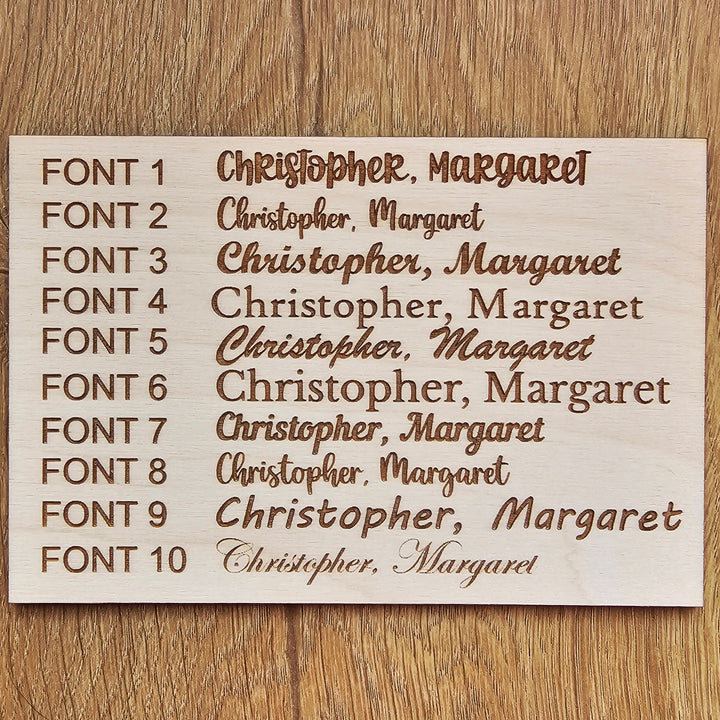 FONT 1 Christopher, Margaret
FONT 2 Christopher, Margaret
FONT 3 Christopher, Margaret
FONT 4 Christopher, Margaret
FONT 5 Christopher, Margaret
FONT 6 Christopher, Margaret
FONT 7 Christopher, Margaret
FONT 8 Christopher, Margaret
FONT 9 Christopher, Margaret
FONT 10 Christopher, Margaret